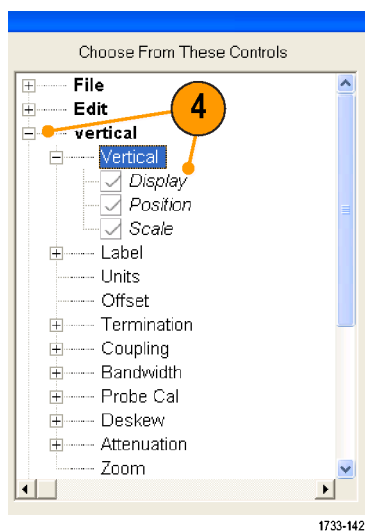 Choose From These Controls
File
Edit
4
vertical
Vertical
Display
Position
Scale
Label
Units
Offset
Termination
Coupling
Bandwidth
Probe Cal
Deskew
Attenuation
Zoom
1733-142